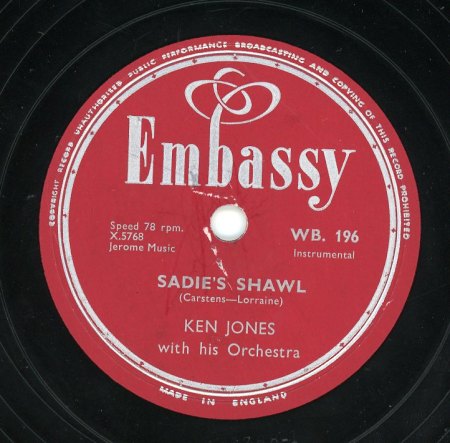 COPYRIGHT RECORD UNAUTHORISED PUBLIC PERFORMANCE BROADCASTING AND COPYING OF THIS RECORD PROHIBITED
Embassy
Speed 78 rpm.
X.5768
Jerome Music
WB. 196
Instrumental
SADIE'S SHAWL
(Carstens—Lorraine)
KEN JONES
with his Orchestra
MADE IN ENGLAND